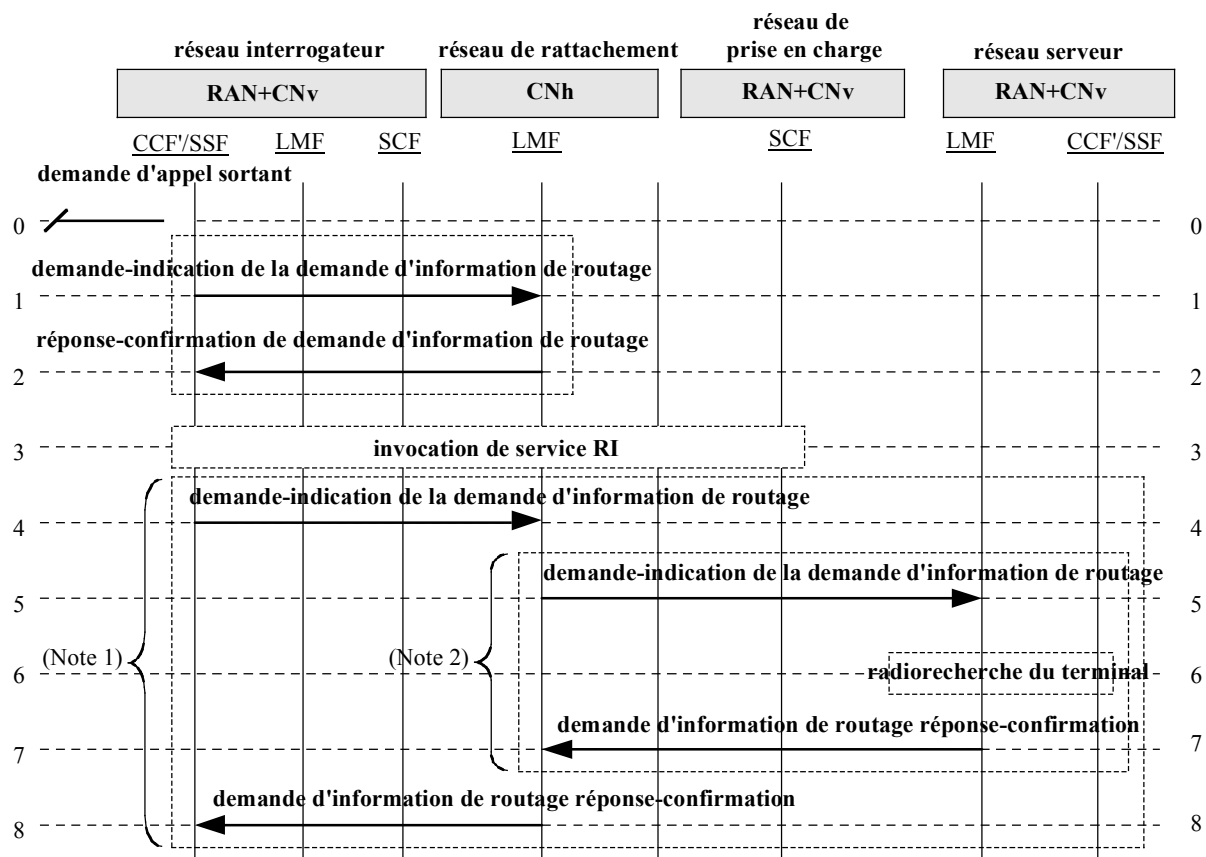 réseau interrogateur
réseau de rattachement
réseau de
prise en charge
réseau serveur
RAN+CNv
CNh
RAN+CNv
RAN+CNv
CCF'/SSF
LMF
SCF
LMF
SCF
LMF
CCF'/SSF
demande d'appel sortant
0
0
demande-indication de la demande d'information de routage
1
1
réponse-confirmation de demande d'information de routage
2
2
3
invocation de service RI
3
demande-indication de la demande d'information de routage
4
4
demande-indication de la demande d'information de routage
5
5
(Note 1)
(Note 2)
radiorecherche du terminal
6
6
demande d'information de routage réponse-confirmation
7
7
demande d'information de routage réponse-confirmation
8
8